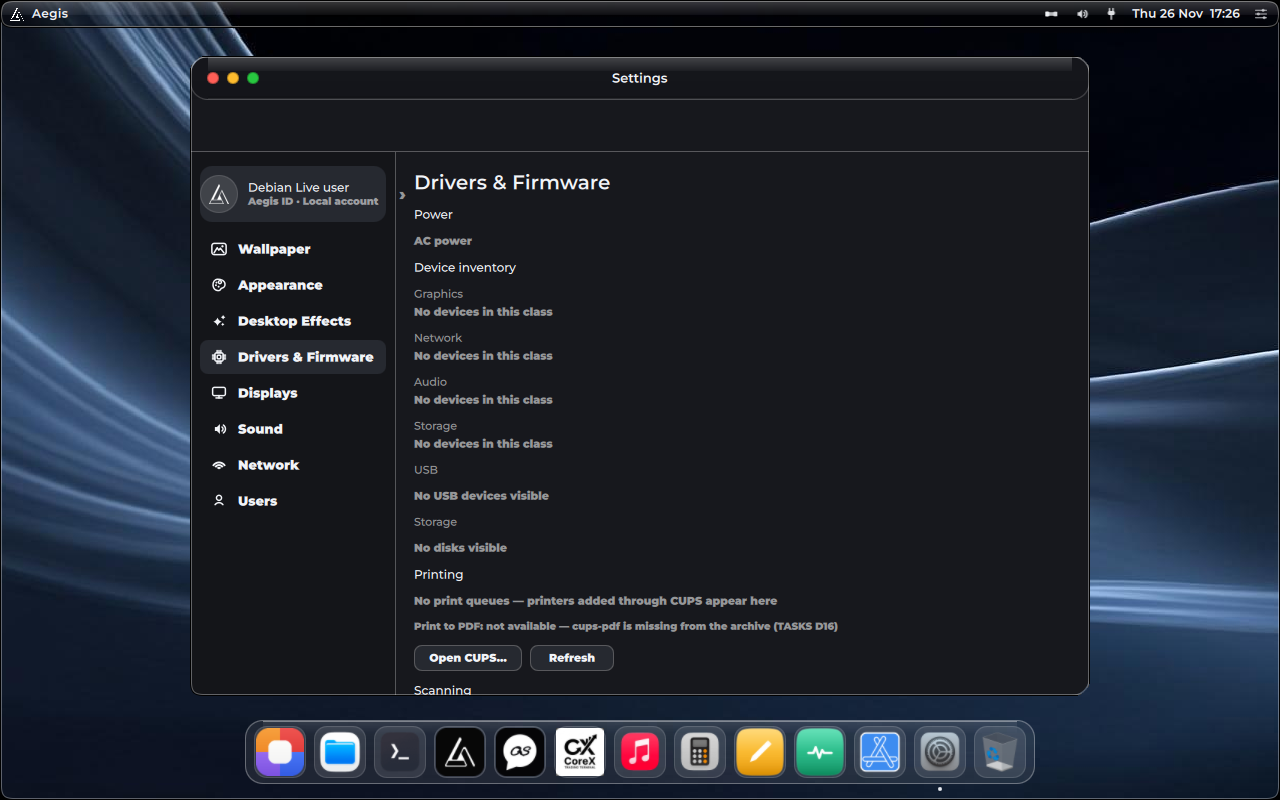 Aegis
Thu 26 Nov 17:26
Settings
Debian Live user
Aegis ID • Local account
Wallpaper
Appearance
Desktop Effects
Drivers & Firmware
Displays
Sound
Network
Users
Drivers & Firmware
Power
AC power
Device inventory
Graphics
No devices in this class
Network
No devices in this class
Audio
No devices in this class
Storage
No devices in this class
USB
No USB devices visible
Storage
No disks visible
Printing
No print queues — printers added through CUPS appear here
Print to PDF: not available — cups-pdf is missing from the archive (TASKS D16)
Open CUPS... Refresh
Scanning
as
CX
CoreX